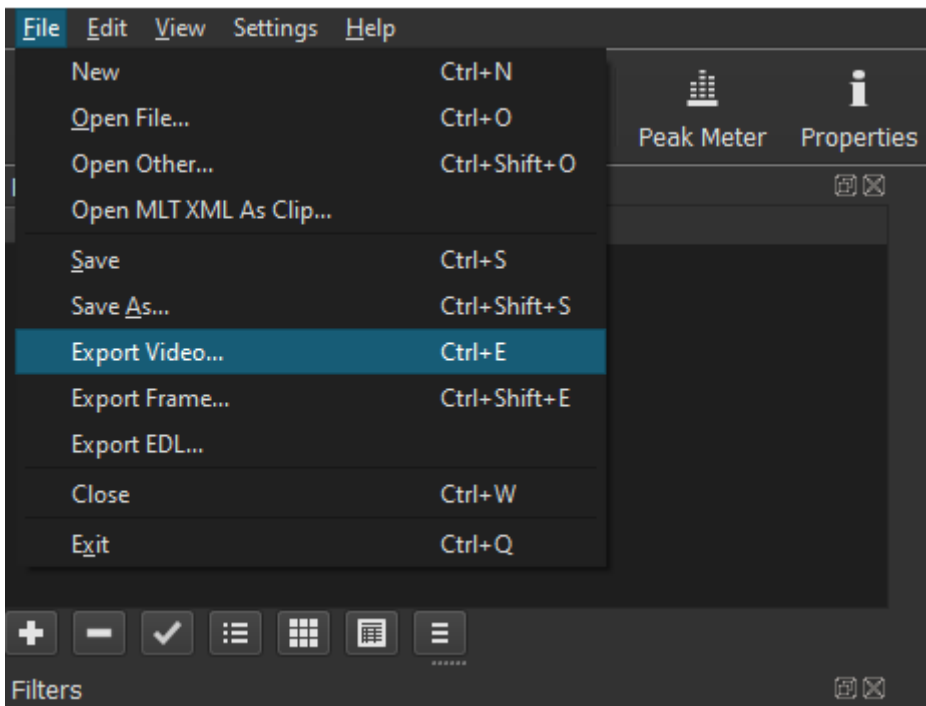 File Edit View Settings Help
New Ctrl+N
Open File... Ctrl+O
Peak Meter Properties
Open Other... Ctrl+Shift+O
Open MLT XML As Clip...
Save Ctrl+S
Save As... Ctrl+Shift+S
Export Video... Ctrl+E
Export Frame... Ctrl+Shift+E
Export EDL...
Close Ctrl+W
Exit Ctrl+Q
Filters